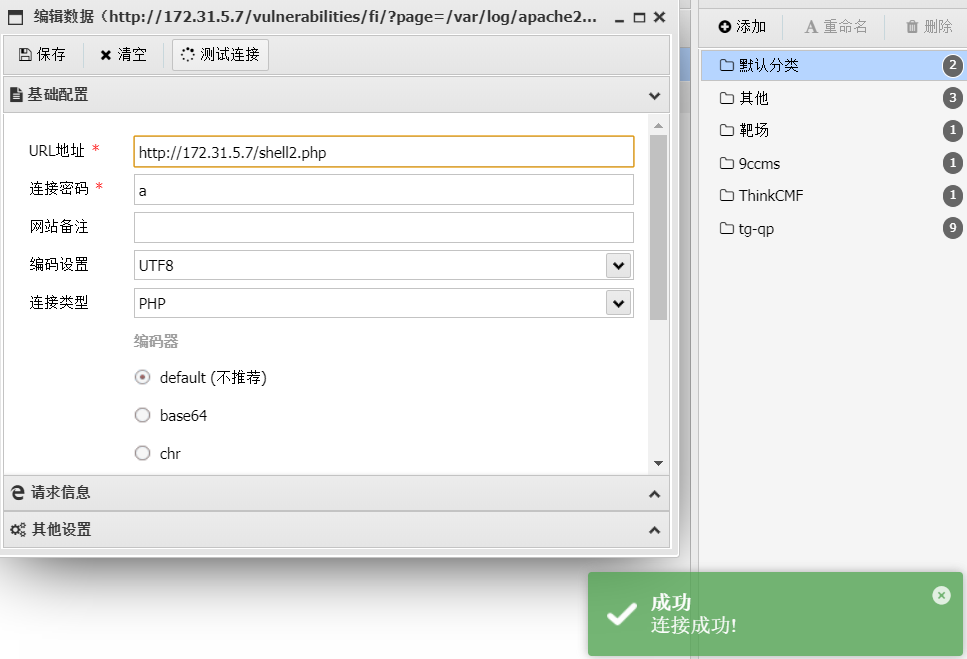 编辑数据（http://172.31.5.7/vulnerabilities/fi/?page=/var/log/apache2...
保存
清空
测试连接
基础配置
URL地址 *
http://172.31.5.7/shell2.php
连接密码 *
a
网站备注
编码设置
UTF8
连接类型
PHP
编码器
default (不推荐)
base64
chr
请求信息
其他设置
添加
重命名
删除
默认分类 2
其他 3
靶场 1
9ccms 1
ThinkCMF 1
tg-qp 9
成功
连接成功!